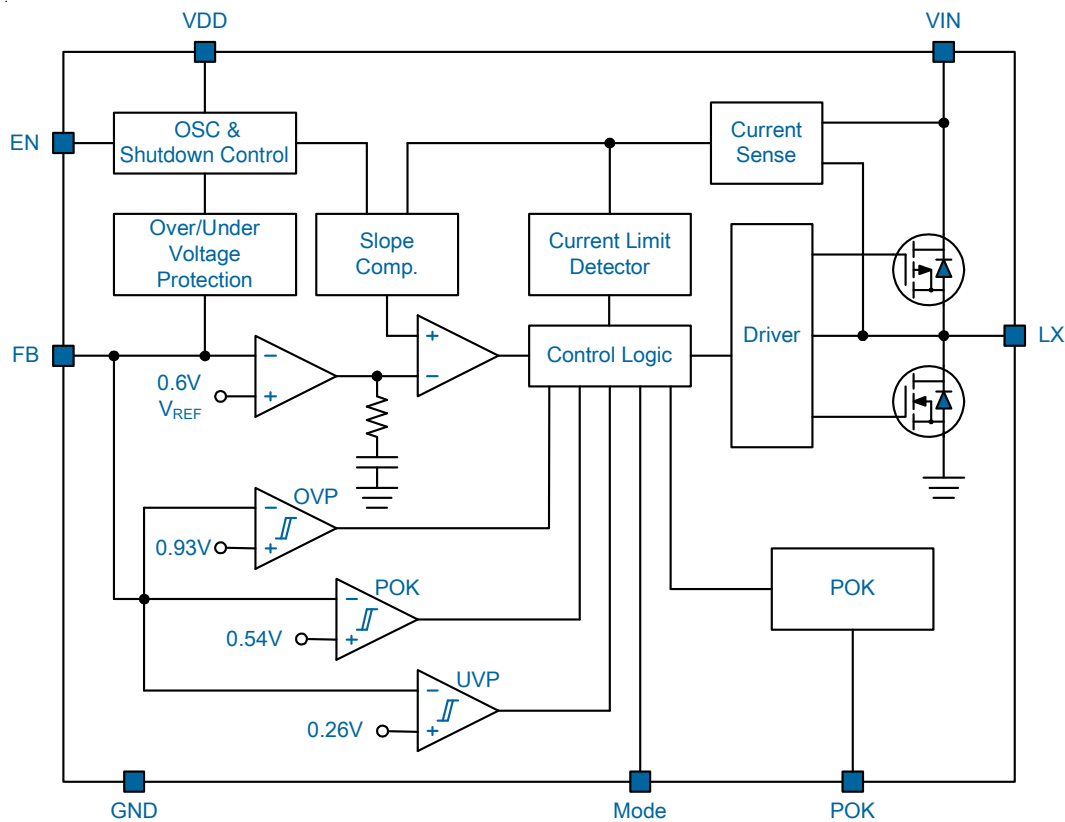 VDD
VIN
EN
OSC &
Shutdown Control
Current
Sense
Over/Under
Voltage
Protection
Slope
Comp.
Current Limit
Detector
Driver
FB
LX
−
+
+
−
Control Logic
0.6V
VREF
OVP
−
+
0.93V
POK
−
+
0.54V
POK
UVP
−
+
0.26V
GND
Mode
POK